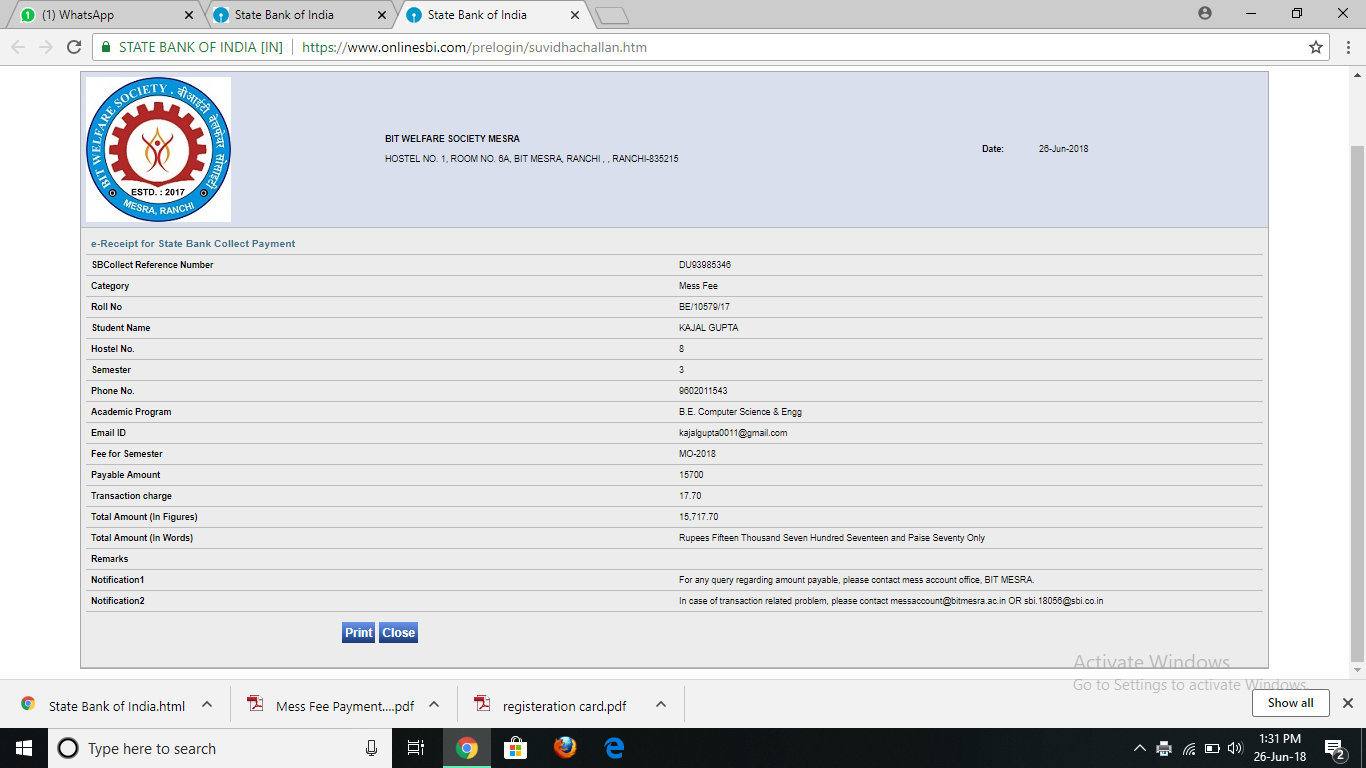 (1) WhatsApp
State Bank of India
State Bank of India
STATE BANK OF INDIA [IN] https://www.onlinesbi.com/prelogin/suvidhachallan.htm
BIT WELFARE SOCIETY . बीआईटी वेलफेयर सोसाइटी
ESTD. : 2017
MESRA, RANCHI
BIT WELFARE SOCIETY MESRA
HOSTEL NO. 1, ROOM NO. 6A, BIT MESRA, RANCHI , , RANCHI-835215
Date: 26-Jun-2018
e-Receipt for State Bank Collect Payment
SBCollect Reference Number DU93985346
Category Mess Fee
Roll No BE/10579/17
Student Name KAJAL GUPTA
Hostel No. 8
Semester 3
Phone No. 9602011543
Academic Program B.E. Computer Science & Engg
Email ID kajalgupta0011@gmail.com
Fee for Semester MO-2018
Payable Amount 15700
Transaction charge 17.70
Total Amount (In Figures) 15,717.70
Total Amount (In Words) Rupees Fifteen Thousand Seven Hundred Seventeen and Paise Seventy Only
Remarks
Notification1 For any query regarding amount payable, please contact mess account office, BIT MESRA.
Notification2 In case of transaction related problem, please contact messaccount@bitmesra.ac.in OR sbi.18056@sbi.co.in
Print Close
Activate Windows
Go to Settings to activate Windows.
State Bank of India.html
Mess Fee Payment....pdf
registeration card.pdf
Show all
Type here to search
1:31 PM
26-Jun-18
2